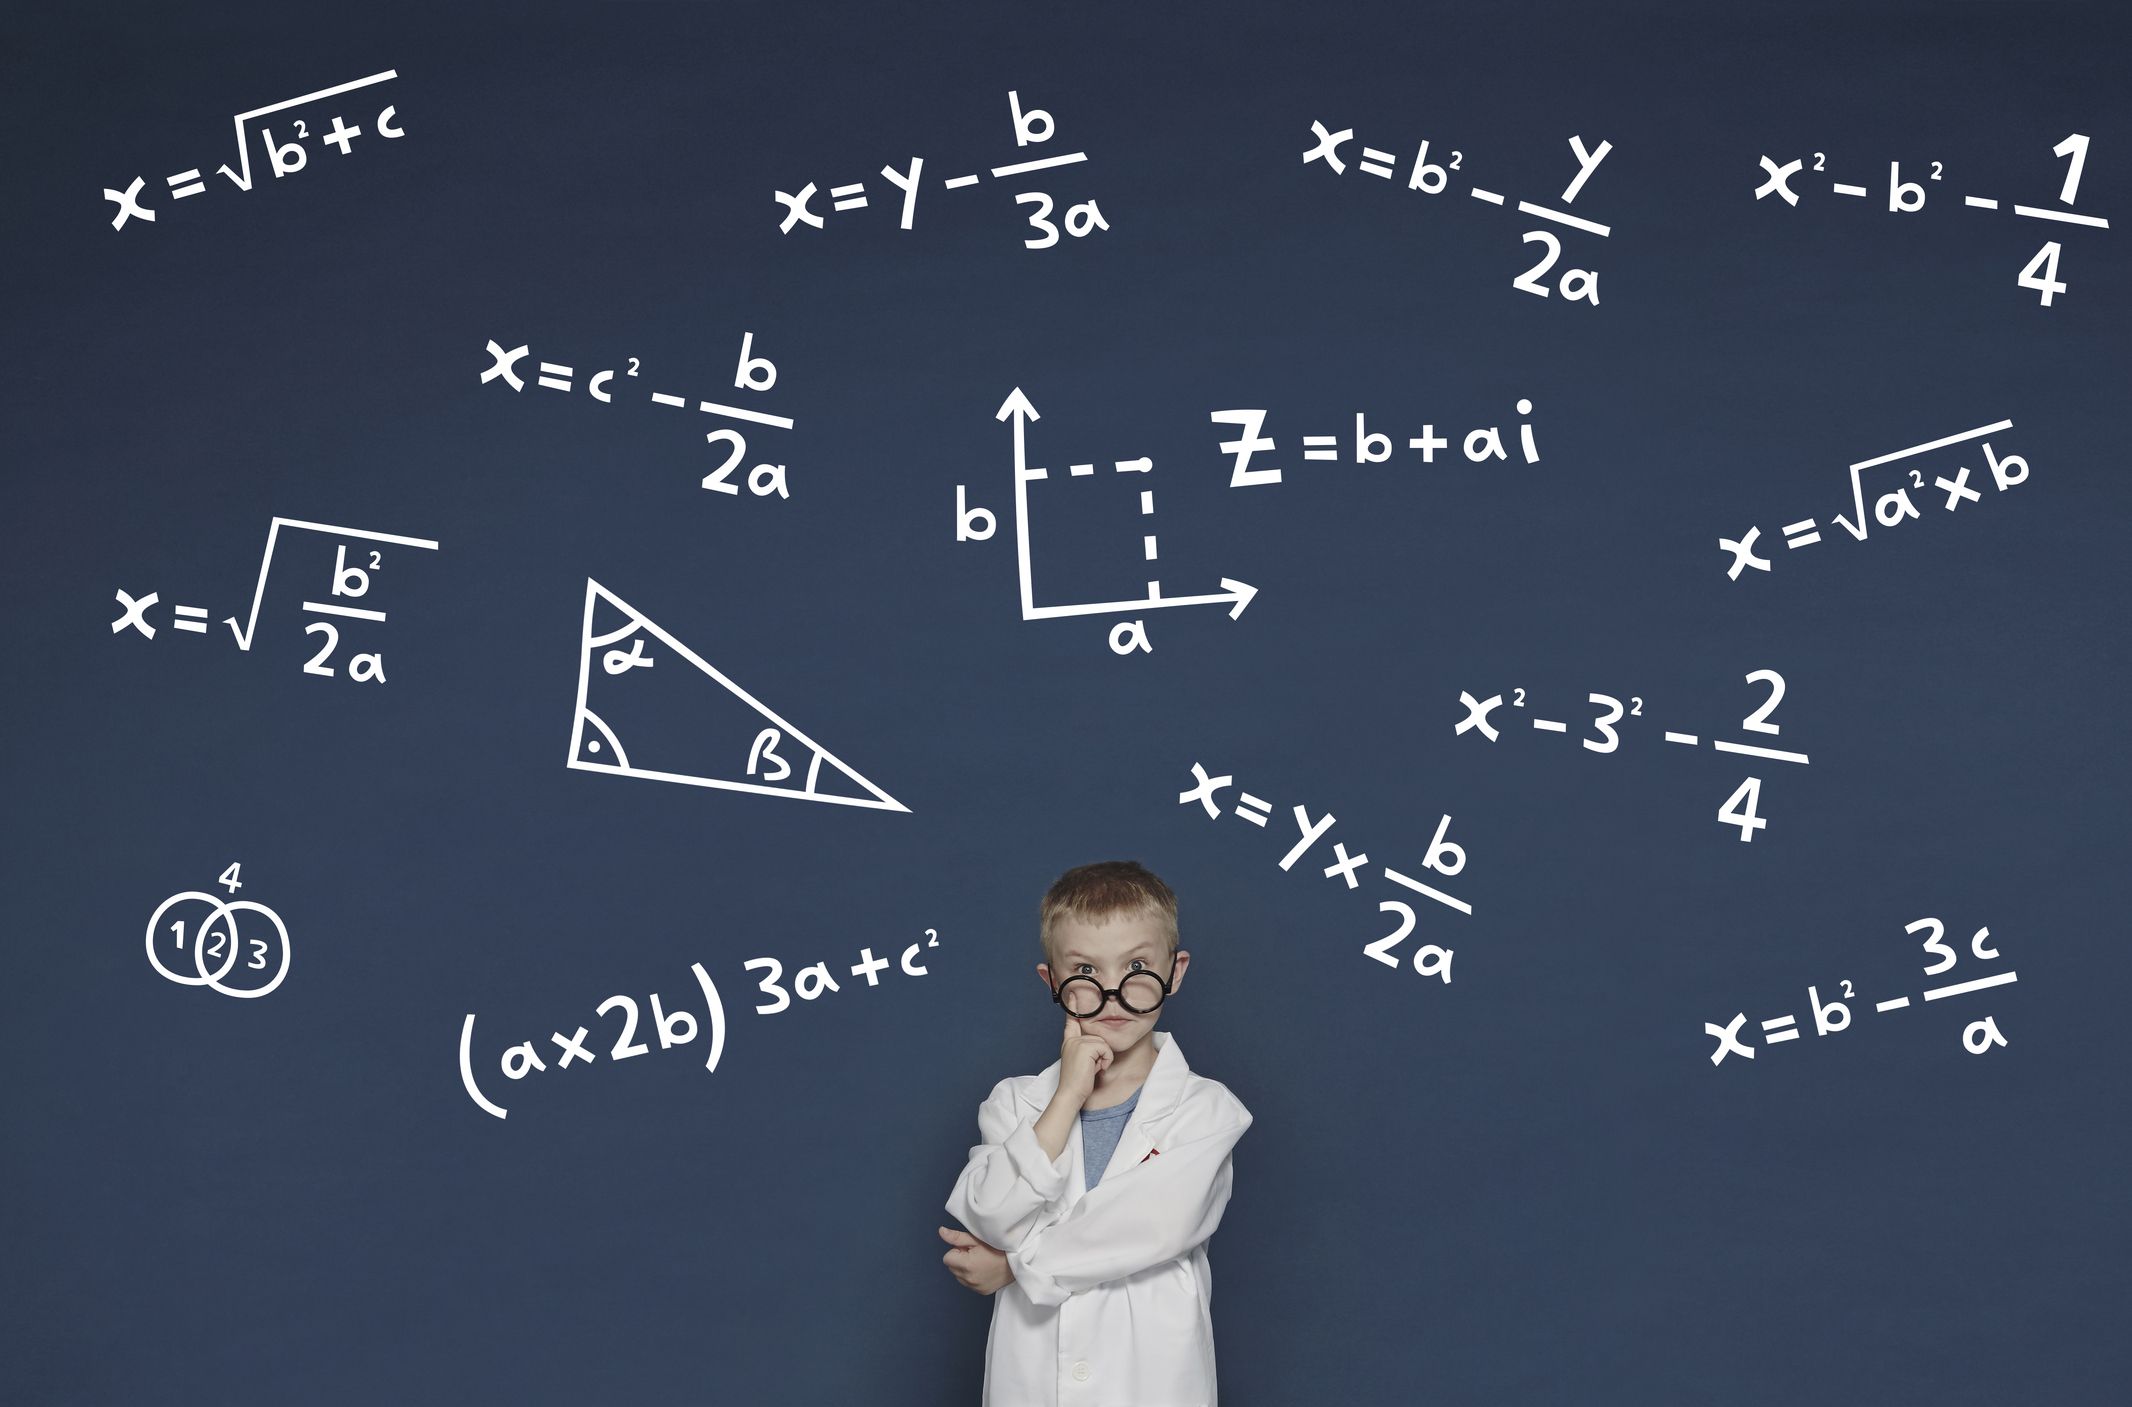 x = √(b² + c)
x = y - b/3a
x = b² - y/2a
x² - b² - 1/4
x = c² - b/2a
b
a
Z = b + ai
x = √(a² x b)
x = √(b²/2a)
α
β
x² - 3² - 2/4
x = y x b/2a
4
1 2 3
(a x 2b) 3a + c²
x = b² - 3c/a